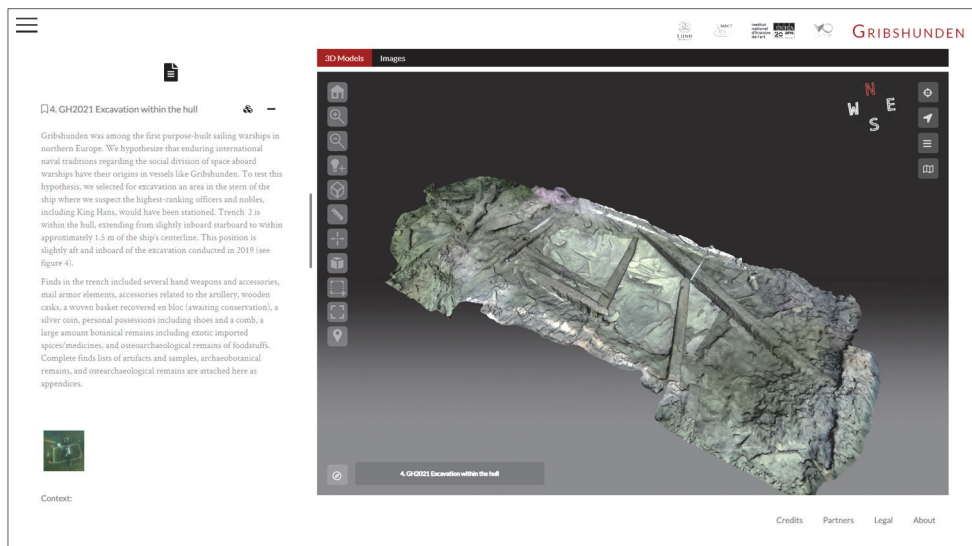 LUND
institut
national
d'histoire
de l'art
20 ans
GRIBSHUNDEN
3D Models Images
4. GH2021 Excavation within the hull
Gribshunden was among the first purpose-built sailing warships in
northern Europe. We hypothesize that enduring international
naval traditions regarding the social division of space aboard
warships have their origins in vessels like Gribshunden. To test this
hypothesis, we selected for excavation an area in the stern of the
ship where we suspect the highest-ranking officers and nobles,
including King Hans, would have been stationed. Trench 2 is
within the hull, extending from slightly inboard starboard to within
approximately 1.5 m of the ship's centerline. This position is
slightly aft and inboard of the excavation conducted in 2019 (see
figure 4).
Finds in the trench included several hand weapons and accessories,
mail armor elements, accessories related to the artillery, wooden
casks, a woven basket recovered en bloc (awaiting conservation), a
silver coin, personal possessions including shoes and a comb, a
large amount botanical remains including exotic imported
spices/medicines, and osteoarchaeological remains of foodstuffs.
Complete finds lists of artifacts and samples, archaeobotanical
remains, and ostearchaeological remains are attached here as
appendices.
Context:
N
W E
S
4. GH2021 Excavation within the hull
Credits Partners Legal About